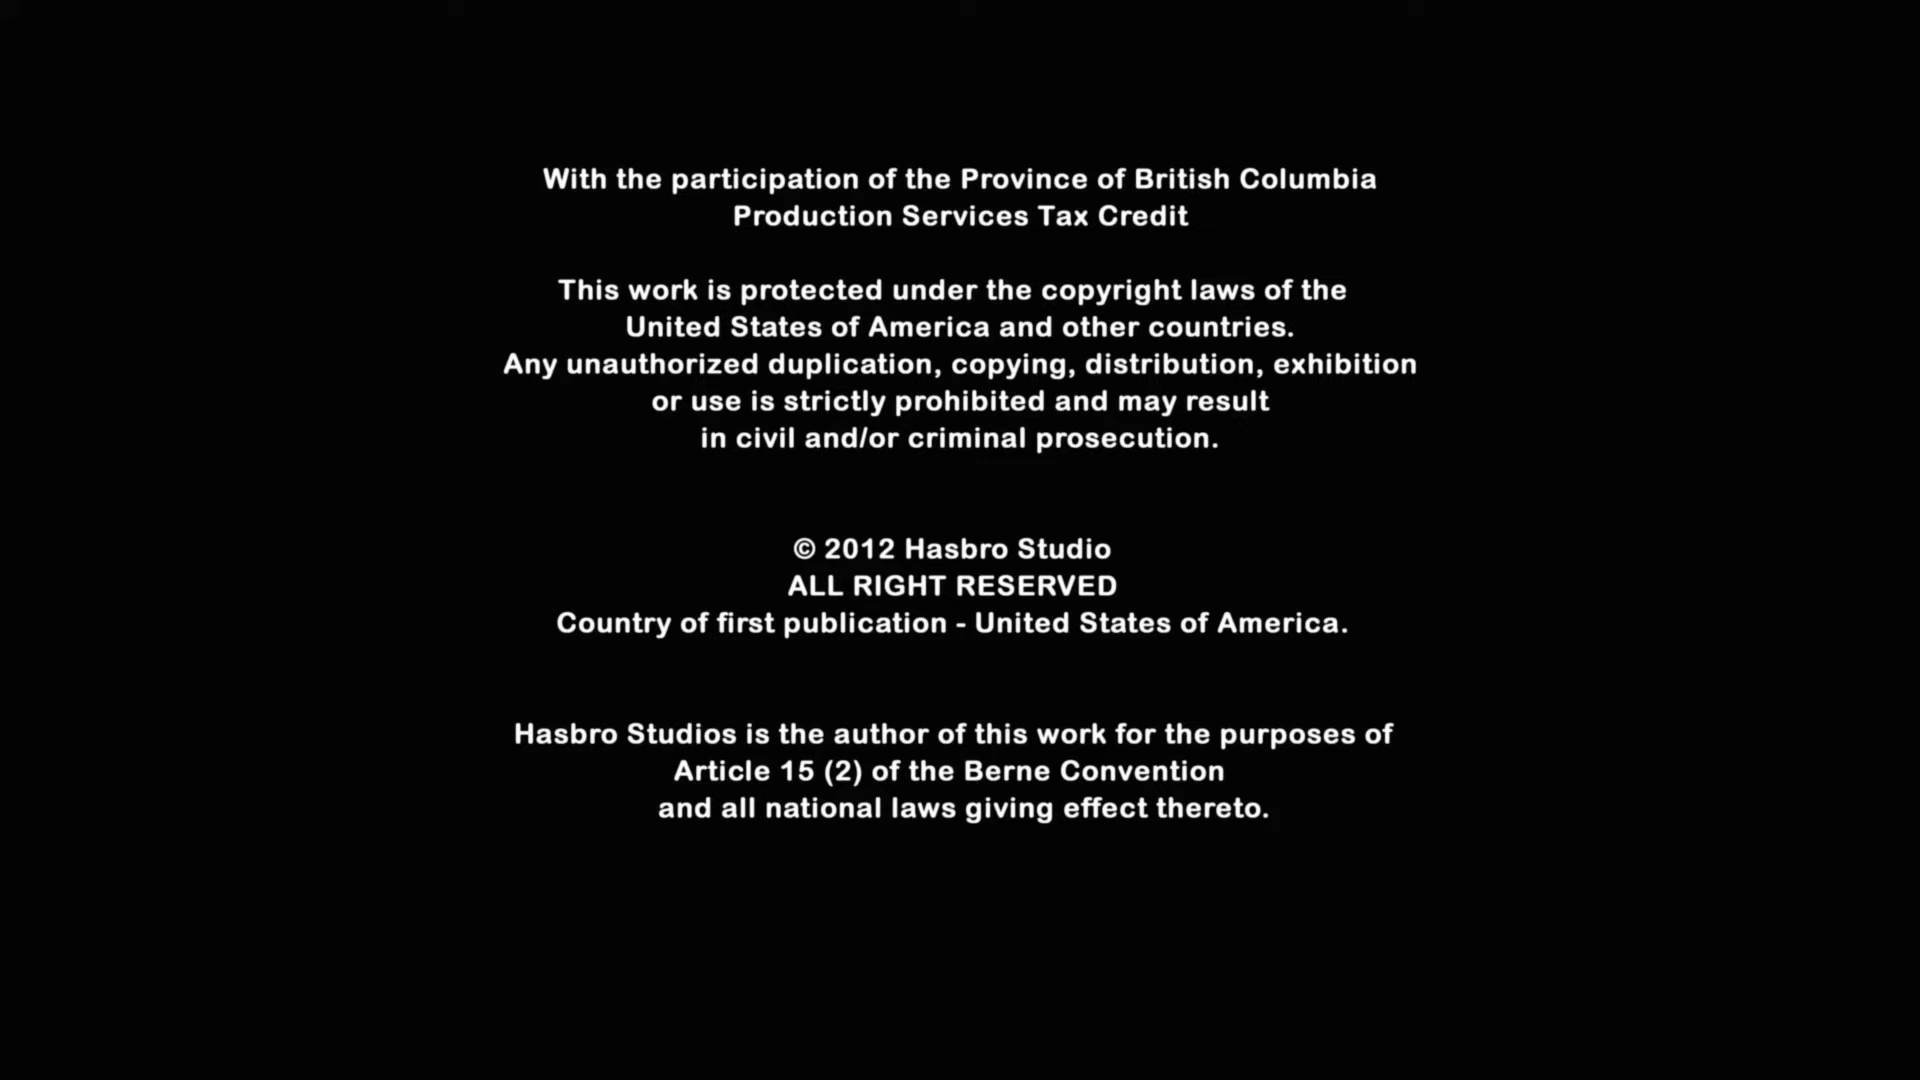 With the participation of the Province of British Columbia
Production Services Tax Credit
This work is protected under the copyright laws of the
United States of America and other countries.
Any unauthorized duplication, copying, distribution, exhibition
or use is strictly prohibited and may result
in civil and/or criminal prosecution.
© 2012 Hasbro Studio
ALL RIGHT RESERVED
Country of first publication - United States of America.
Hasbro Studios is the author of this work for the purposes of
Article 15 (2) of the Berne Convention
and all national laws giving effect thereto.